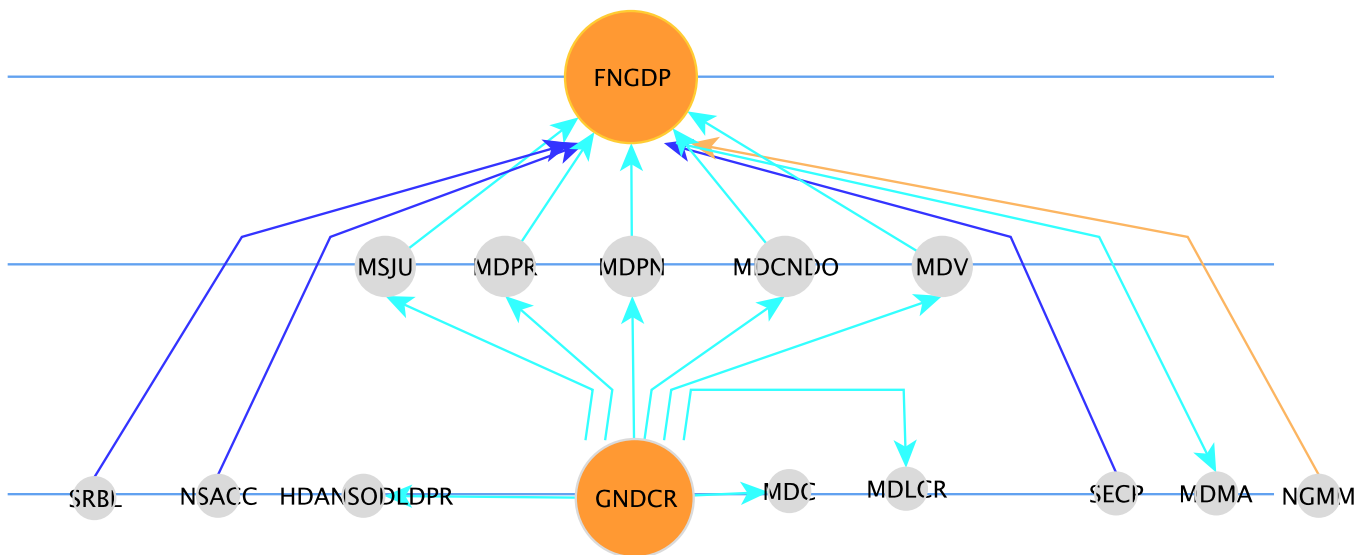 FNGDP
MSJU
MDPR
MDPN
MDCNDO
MDV
SRBL
NSACC
HDANSODLDPR
GNDCR
MDC
MDLCR
SECP
MDMA
NGMM